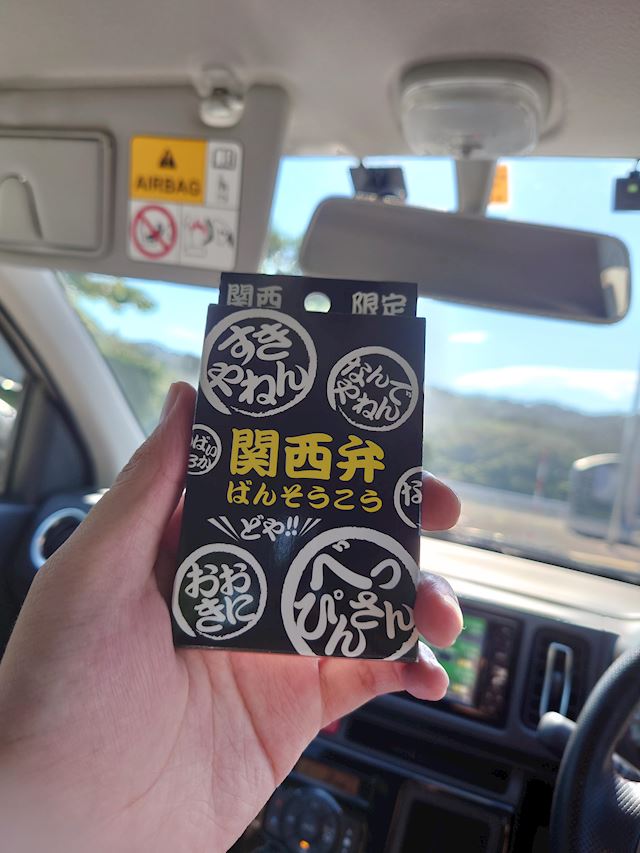 AIRBAG
関西 限定
すき
やねん
なんで
やねん
関西弁
ばんそうこう
どや!!
おお
きに
べっ
ぴんさん